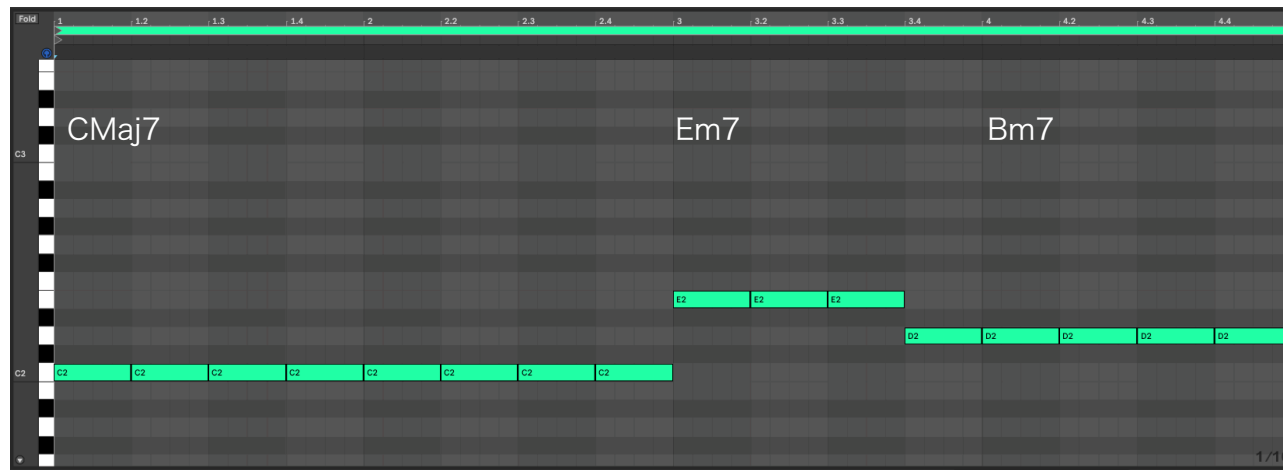 Fold 1 1.2 1.3 1.4 2 2.2 2.3 2.4 3 3.2 3.3 3.4 4 4.2 4.3 4.4
CMaj7 Em7 Bm7
C3
E2 E2 E2
D2 D2 D2 D2 D2
C2 C2 C2 C2 C2 C2 C2 C2 C2